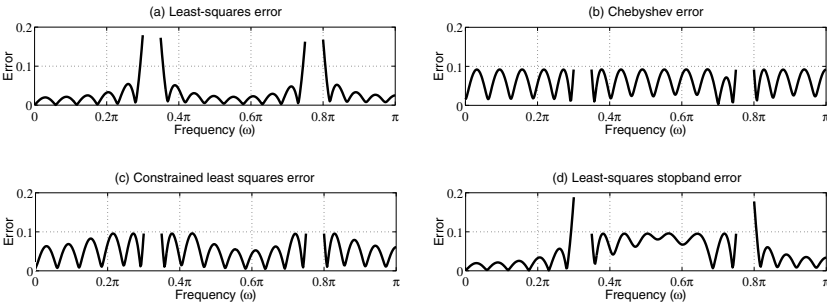 (a) Least-squares error
Error
0.2
0.1
0
0 0.2π 0.4π 0.6π 0.8π π
Frequency (ω)
(b) Chebyshev error
Error
0.2
0.1
0
0 0.2π 0.4π 0.6π 0.8π π
Frequency (ω)
(c) Constrained least squares error
Error
0.2
0.1
0
0 0.2π 0.4π 0.6π 0.8π π
Frequency (ω)
(d) Least-squares stopband error
Error
0.2
0.1
0
0 0.2π 0.4π 0.6π 0.8π π
Frequency (ω)